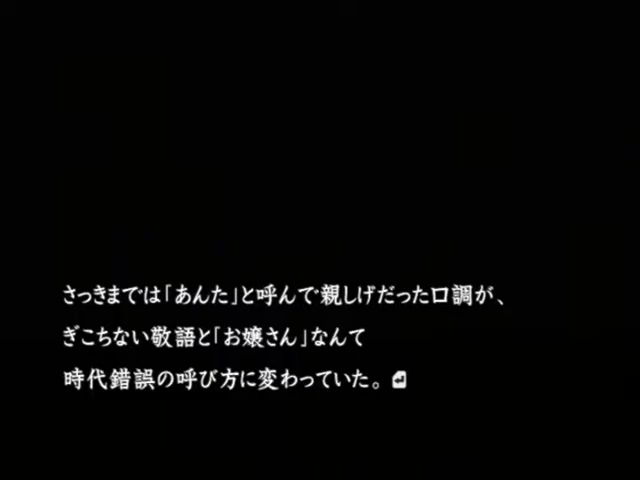 さっきまでは「あんた」と呼んで親しげだった口調が、
ぎこちない敬語と「お嬢さん」なんて
時代錯誤の呼び方に変わっていた。